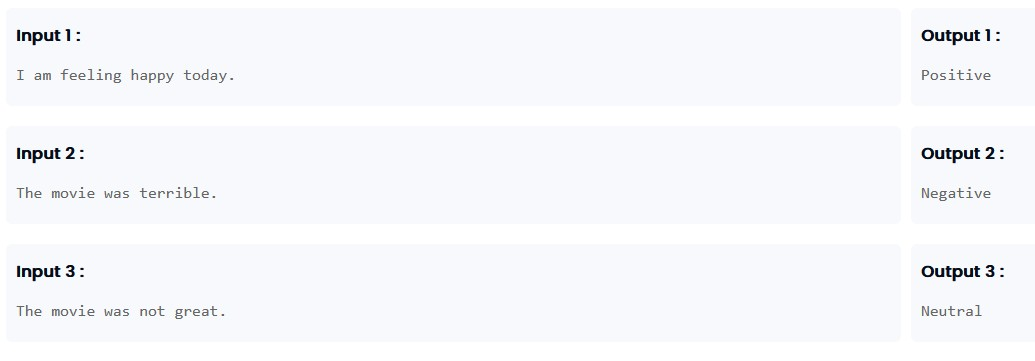 Input 1 :
I am feeling happy today.
Output 1 :
Positive
Input 2 :
The movie was terrible.
Output 2 :
Negative
Input 3 :
The movie was not great.
Output 3 :
Neutral